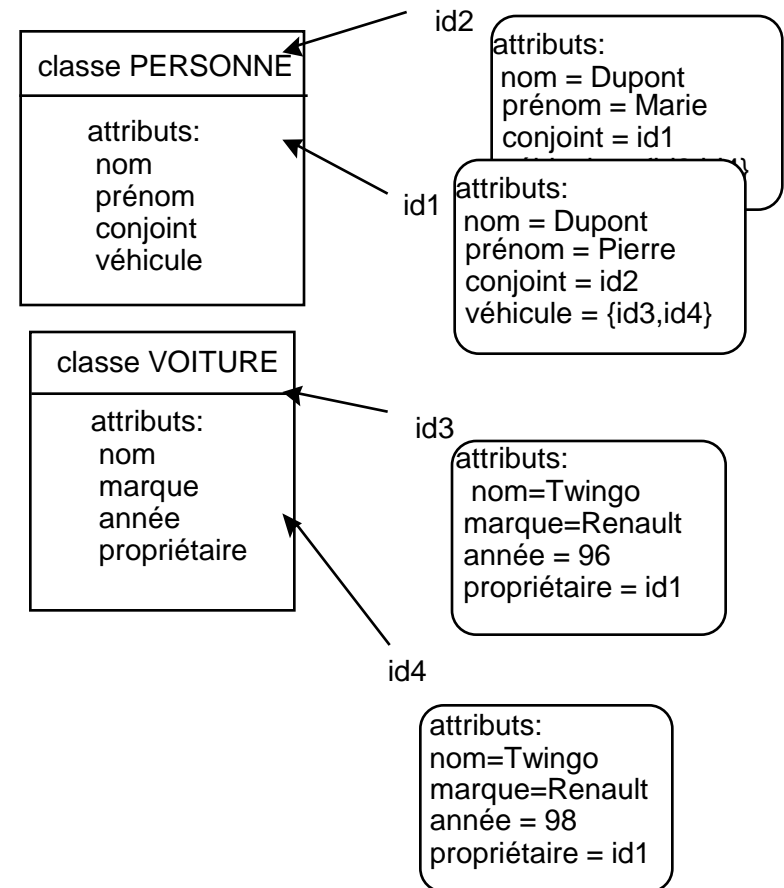 classe PERSONNE
attributs:
nom
prénom
conjoint
véhicule
id2
attributs:
nom = Dupont
prénom = Marie
conjoint = id1
id1
attributs:
nom = Dupont
prénom = Pierre
conjoint = id2
véhicule = {id3,id4}
classe VOITURE
attributs:
nom
marque
année
propriétaire
id3
attributs:
nom=Twingo
marque=Renault
année = 96
propriétaire = id1
id4
attributs:
nom=Twingo
marque=Renault
année = 98
propriétaire = id1